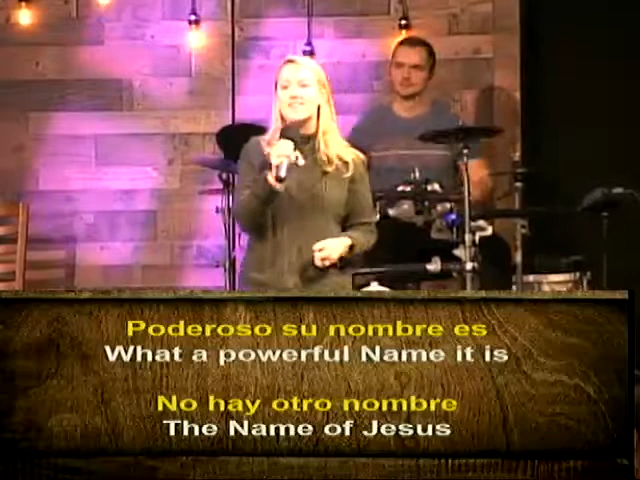 Poderoso su nombre es
What a powerful Name it is
No hay otro nombre
The Name of Jesus